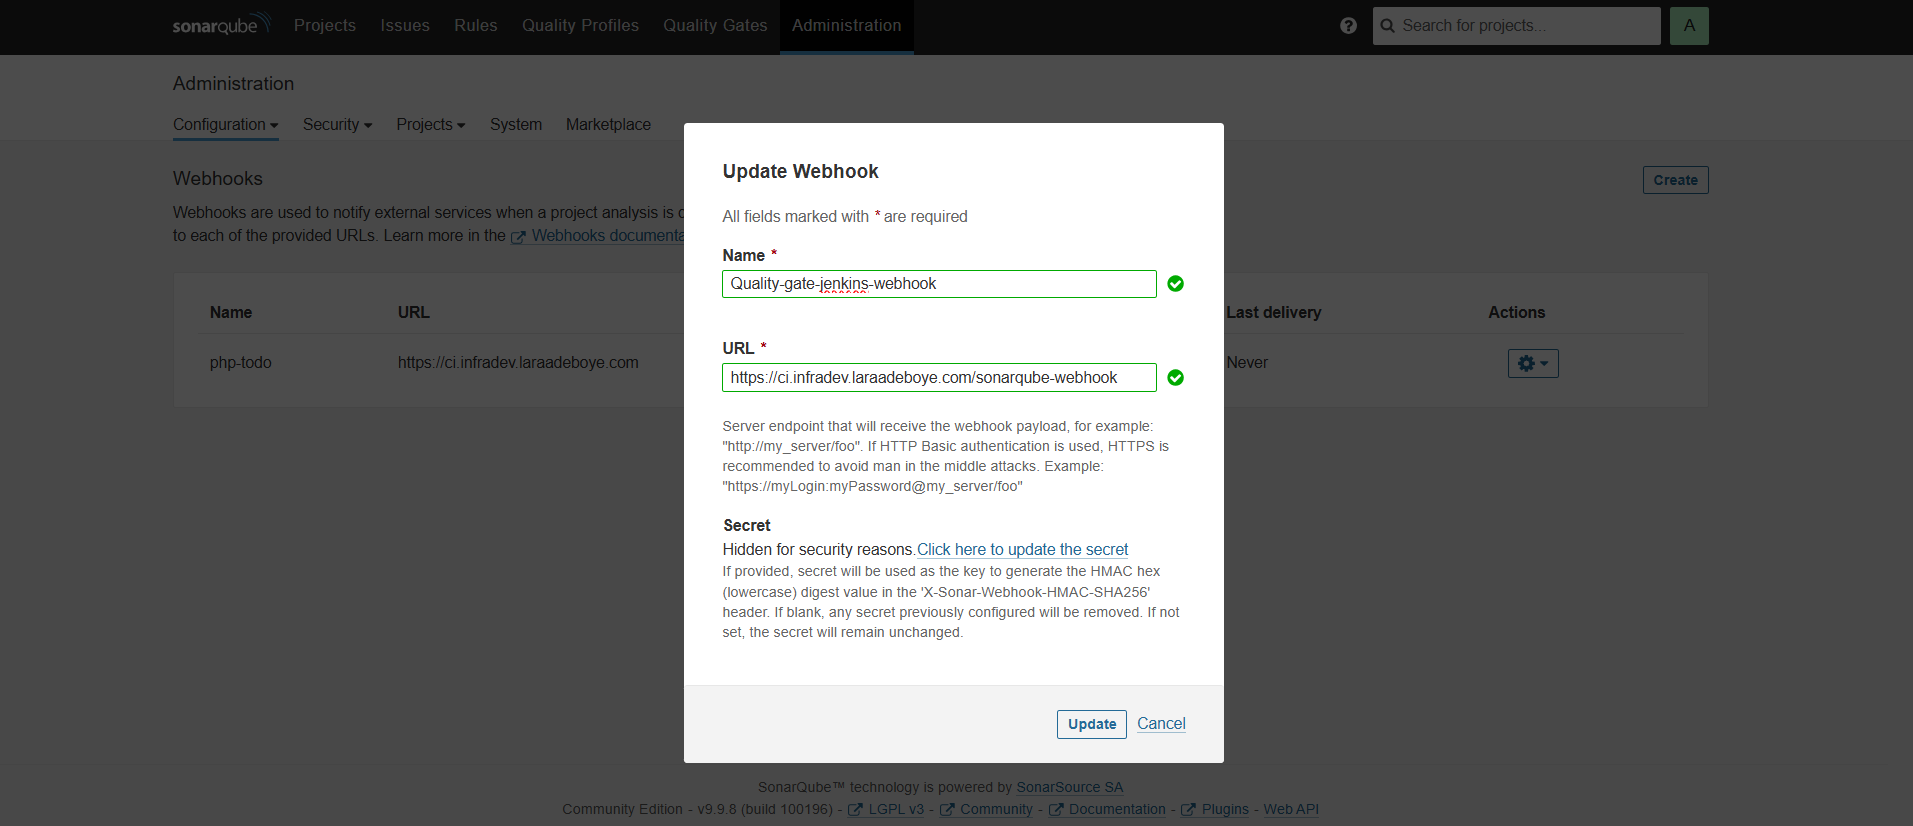 sonarqube Projects Issues Rules Quality Profiles Quality Gates Administration Search for projects... A
Administration
Configuration Security Projects System Marketplace
Webhooks
Create
Webhooks are used to notify external services when a project analysis is
to each of the provided URLs. Learn more in the Webhooks documenta
Name URL Last delivery Actions
php-todo https://ci.infradev.laraadeboye.com Never
Update Webhook
All fields marked with * are required
Name *
Quality-gate-jenkins-webhook
URL *
https://ci.infradev.laraadeboye.com/sonarqube-webhook
Server endpoint that will receive the webhook payload, for example:
"http://my_server/foo". If HTTP Basic authentication is used, HTTPS is
recommended to avoid man in the middle attacks. Example:
"https://myLogin:myPassword@my_server/foo"
Secret
Hidden for security reasons.Click here to update the secret
If provided, secret will be used as the key to generate the HMAC hex
(lowercase) digest value in the 'X-Sonar-Webhook-HMAC-SHA256'
header. If blank, any secret previously configured will be removed. If not
set, the secret will remain unchanged.
Update Cancel
SonarQube™ technology is powered by SonarSource SA
Community Edition - v9.9.8 (build 100196) - LGPL v3 - Community - Documentation - Plugins - Web API